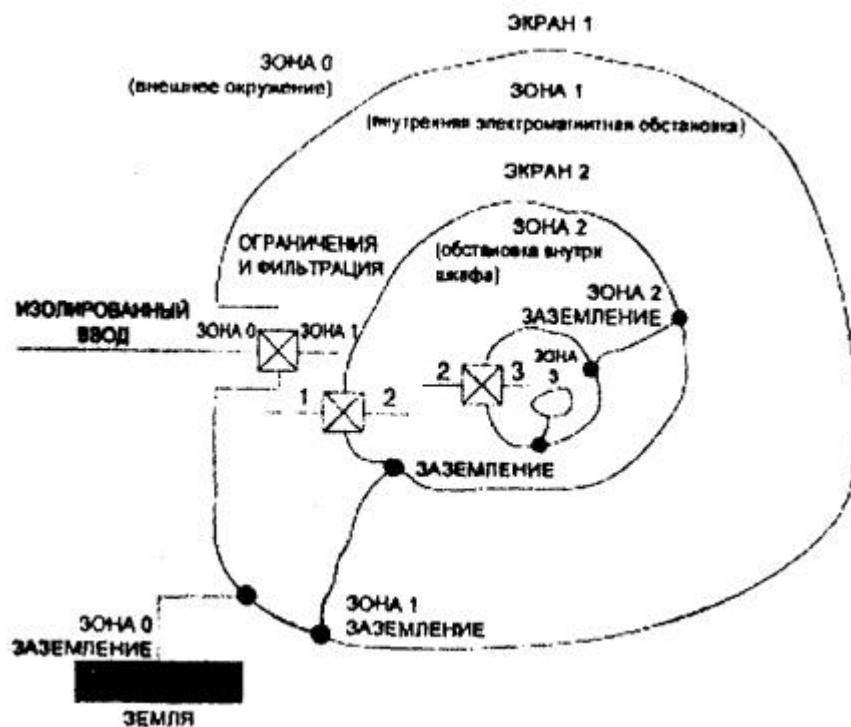 ЭКРАН 1
ЗОНА 0
(внешнее окружение)
ЗОНА 1
(внутренняя электромагнитная обстановка)
ЭКРАН 2
ОГРАНИЧЕНИЯ
И ФИЛЬТРАЦИЯ
ЗОНА 2
(обстановка внутри
шкафа)
ЗОНА 2
ЗАЗЕМЛЕНИЕ
ИЗОЛИРОВАННЫЙ
ВВОД
ЗОНА 0
ЗОНА 1
ЗОНА
3
2
3
1
2
ЗАЗЕМЛЕНИЕ
ЗОНА 1
ЗАЗЕМЛЕНИЕ
ЗОНА 0
ЗАЗЕМЛЕНИЕ
ЗЕМЛЯ